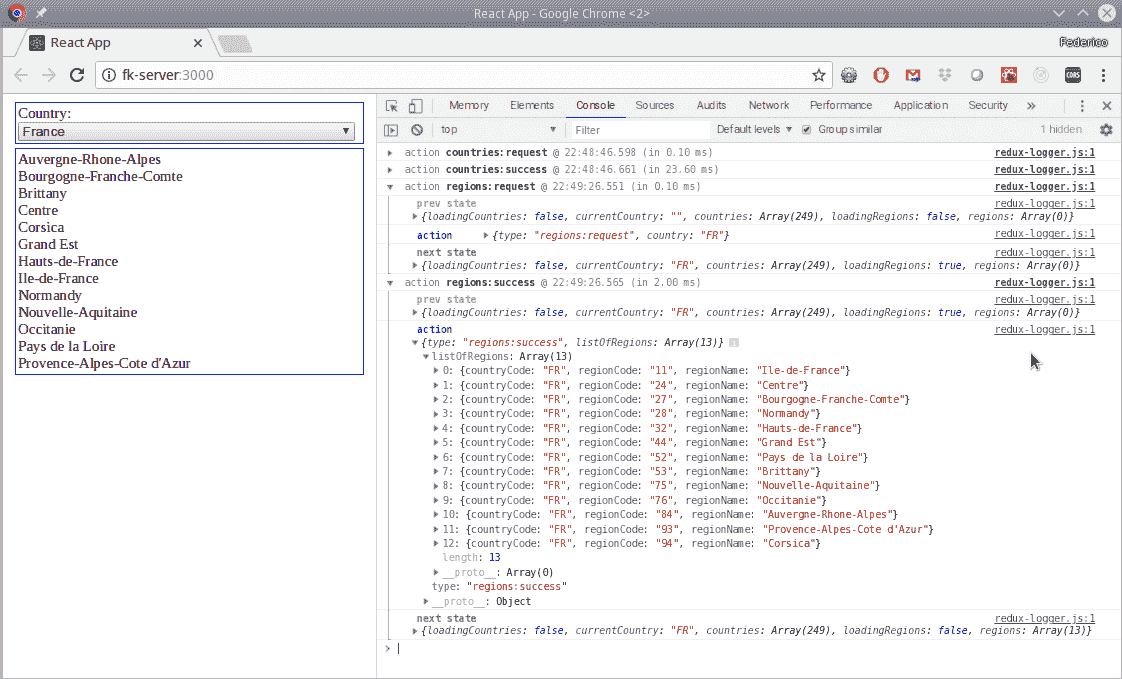 React App - Google Chrome <2>
React App
Federico
fk-server:3000
Country:
France
Auvergne-Rhone-Alpes
Bourgogne-Franche-Comte
Brittany
Centre
Corsica
Grand Est
Hauts-de-France
Ile-de-France
Normandy
Nouvelle-Aquitaine
Occitanie
Pays de la Loire
Provence-Alpes-Cote d'Azur
Memory Elements Console Sources Audits Network Performance Application Security »
top Filter Default levels Group similar 1 hidden
action countries:request @ 22:48:46.598 (in 0.10 ms) redux-logger.js:1
action countries:success @ 22:48:46.661 (in 23.60 ms) redux-logger.js:1
action regions:request @ 22:49:26.551 (in 0.10 ms) redux-logger.js:1
prev state redux-logger.js:1
{loadingCountries: false, currentCountry: "", countries: Array(249), loadingRegions: false, regions: Array(0)}
action {type: "regions:request", country: "FR"} redux-logger.js:1
next state redux-logger.js:1
{loadingCountries: false, currentCountry: "FR", countries: Array(249), loadingRegions: true, regions: Array(0)}
action regions:success @ 22:49:26.565 (in 2.00 ms) redux-logger.js:1
prev state redux-logger.js:1
{loadingCountries: false, currentCountry: "FR", countries: Array(249), loadingRegions: true, regions: Array(0)}
action redux-logger.js:1
{type: "regions:success", listOfRegions: Array(13)} i
listOfRegions: Array(13)
0: {countryCode: "FR", regionCode: "11", regionName: "Ile-de-France"}
1: {countryCode: "FR", regionCode: "24", regionName: "Centre"}
2: {countryCode: "FR", regionCode: "27", regionName: "Bourgogne-Franche-Comte"}
3: {countryCode: "FR", regionCode: "28", regionName: "Normandy"}
4: {countryCode: "FR", regionCode: "32", regionName: "Hauts-de-France"}
5: {countryCode: "FR", regionCode: "44", regionName: "Grand Est"}
6: {countryCode: "FR", regionCode: "52", regionName: "Pays de la Loire"}
7: {countryCode: "FR", regionCode: "53", regionName: "Brittany"}
8: {countryCode: "FR", regionCode: "75", regionName: "Nouvelle-Aquitaine"}
9: {countryCode: "FR", regionCode: "76", regionName: "Occitanie"}
10: {countryCode: "FR", regionCode: "84", regionName: "Auvergne-Rhone-Alpes"}
11: {countryCode: "FR", regionCode: "93", regionName: "Provence-Alpes-Cote d'Azur"}
12: {countryCode: "FR", regionCode: "94", regionName: "Corsica"}
length: 13
__proto__: Array(0)
type: "regions:success"
__proto__: Object
next state redux-logger.js:1
{loadingCountries: false, currentCountry: "FR", countries: Array(249), loadingRegions: false, regions: Array(13)}
>